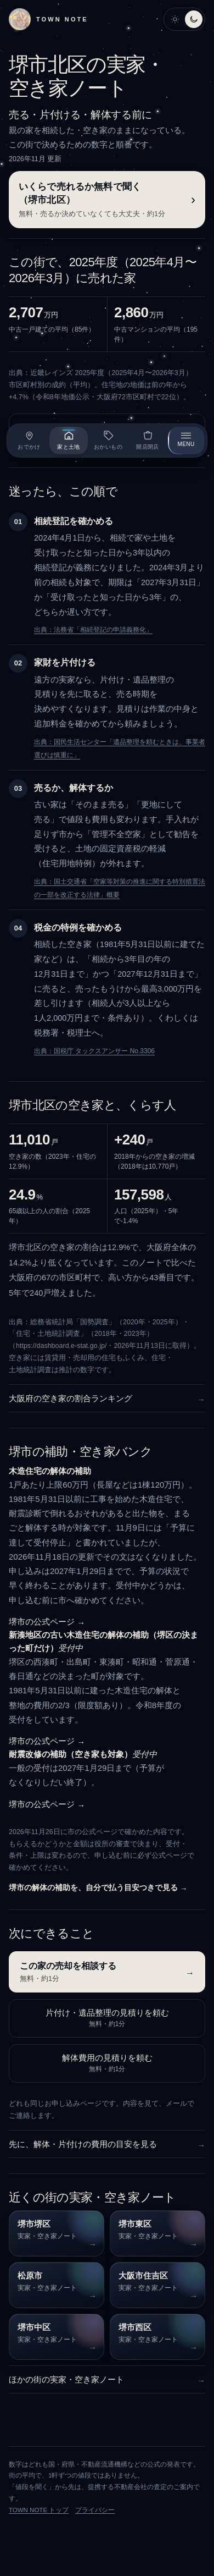 TOWN NOTE
堺市北区の実家・
空き家ノート
売る・片付ける・解体する前に
親の家を相続した・空き家のままになっている。
この街で決めるための数字と順番です。
2026年11月 更新
いくらで売れるか無料で聞く
（堺市北区）
無料・売るか決めていなくても大丈夫・約1分
この街で、2025年度（2025年4月〜
2026年3月）に売れた家
2,707万円
中古一戸建ての平均（85件）
2,860万円
中古マンションの平均（195
件）
出典：近畿レインズ 2025年度（2025年4月〜2026年3月）
市区町村別の成約（平均）。住宅地の地価は前の年から
+4.7%（令和8年地価公示・大阪府72市区町村で22位）。
おでかけ
家と土地
おかいもの
開店閉店
MENU
迷ったら、この順で
01
相続登記を確かめる
2024年4月1日から、相続で家や土地を
受け取ったと知った日から3年以内の
相続登記が義務になりました。2024年3月より
前の相続も対象で、期限は「2027年3月31日」
か「受け取ったと知った日から3年」の、
どちらか遅い方です。
出典：法務省「相続登記の申請義務化」
02
家財を片付ける
遠方の実家なら、片付け・遺品整理の
見積りを先に取ると、売る時期を
決めやすくなります。見積りは作業の中身と
追加料金を確かめてから頼みましょう。
出典：国民生活センター「遺品整理を頼むときは、事業者
選びは慎重に」
03
売るか、解体するか
古い家は「そのまま売る」「更地にして
売る」で値段も費用も変わります。手入れが
足りず市から「管理不全空家」として勧告を
受けると、土地の固定資産税の軽減
（住宅用地特例）が外れます。
出典：国土交通省「空家等対策の推進に関する特別措置法
の一部を改正する法律」概要
04
税金の特例を確かめる
相続した空き家（1981年5月31日以前に建てた
家など）は、「相続から3年目の年の
12月31日まで」かつ「2027年12月31日まで」
に売ると、売ったもうけから最高3,000万円を
差し引けます（相続人が3人以上なら
1人2,000万円まで・条件あり）。くわしくは
税務署・税理士へ。
出典：国税庁 タックスアンサー No.3306
堺市北区の空き家と、くらす人
11,010戸
空き家の数（2023年・住宅の
12.9%）
+240戸
2018年からの空き家の増減
（2018年は10,770戸）
24.9%
65歳以上の人の割合（2025
年）
157,598人
人口（2025年）・5年
で-1.4%
堺市北区の空き家の割合は12.9%で、大阪府全体の
14.2%より低くなっています。このノートで比べた
大阪府の67の市区町村で、高い方から43番目です。
5年で240戸増えました。
出典：総務省統計局「国勢調査」（2020年・2025年）・
「住宅・土地統計調査」（2018年・2023年）
（https://dashboard.e-stat.go.jp/・2026年11月13日に取得）。
空き家には賃貸用・売却用の住宅もふくみ、住宅・
土地統計調査は推計の数字です。
大阪府の空き家の割合ランキング →
堺市の補助・空き家バンク
木造住宅の解体の補助
1戸あたり上限60万円（長屋などは1棟120万円）。
1981年5月31日以前に工事を始めた木造住宅で、
耐震診断で倒れるおそれがあると出た物を、まる
ごと解体する時が対象です。11月9日には「予算に
達して受付停止」と書かれていましたが、
2026年11月18日の更新でその文はなくなりました。
申し込みは2027年1月29日までで、予算の状況で
早く終わることがあります。受付中かどうかは、
申し込む前に市へ確かめてください。
堺市の公式ページ →
新湊地区の古い木造住宅の解体の補助（堺区の決ま
った町だけ）受付中
堺区の西湊町・出島町・東湊町・昭和通・菅原通・
春日通などの決まった町が対象です。
1981年5月31日以前に建った木造住宅の解体と
整地の費用の2/3（限度額あり）。令和8年度の
受付をしています。
堺市の公式ページ →
耐震改修の補助（空き家も対象）受付中
一般の受付は2027年1月29日まで（予算が
なくなりしだい終了）。
堺市の公式ページ →
2026年11月26日に市の公式ページで確かめた内容です。
もらえるかどうかと金額は役所の審査で決まり、受付・
条件・上限は変わるので、申し込む前に必ず公式ページで
確かめてください。
堺市の解体の補助を、自分で払う目安つきで見る →
次にできること
この家の売却を相談する
無料・約1分
→
片付け・遺品整理の見積りを頼む
無料・約1分
解体費用の見積りを頼む
無料・約1分
どれも同じお申し込みページです。内容を見て、メールで
ご連絡します。
先に、解体・片付けの費用の目安を見る →
近くの街の実家・空き家ノート
堺市堺区
実家・空き家ノート
→
堺市東区
実家・空き家ノート
→
松原市
実家・空き家ノート
→
大阪市住吉区
実家・空き家ノート
→
堺市中区
実家・空き家ノート
→
堺市西区
実家・空き家ノート
→
ほかの街の実家・空き家ノート →
数字はどれも国・府県・不動産流通機構などの公式の発表です。
街の平均で、1軒ずつの値段ではありません。
「値段を聞く」から先は、提携する不動産会社の査定のご案内で
す。
TOWN NOTE トップ プライバシー